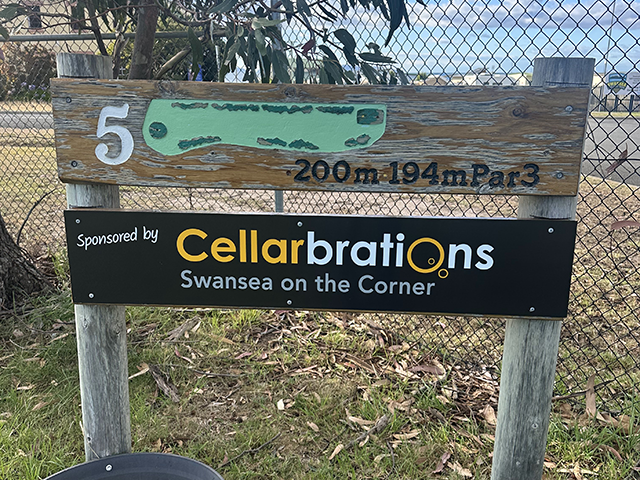 5
200m 194m Par3
Sponsored by
Cellarbrations
Swansea on the Corner